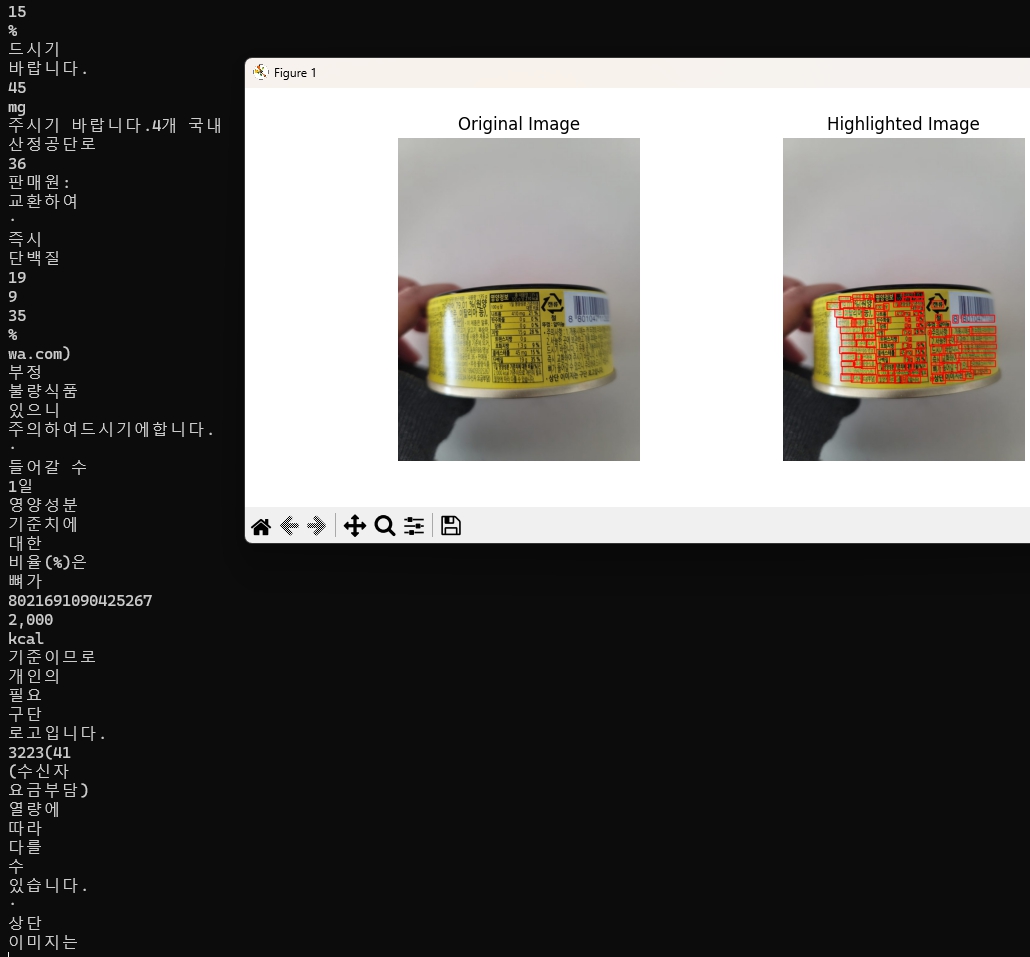 15
%
드시기
바랍니다.
45
mg
주시기 바랍니다.4개 국내
산정공단로
36
판매원:
교환하여
·
즉시
단백질
19
9
35
%
wa.com)
부정
불량식품
있으니
주의하여드시기에합니다.
·
들어갈 수
1일
영양성분
기준치에
대한
비율(%)은
뼈가
8021691090425267
2,000
kcal
기준이므로
개인의
필요
구단
로고입니다.
3223(41
(수신자
요금부담)
열량에
따라
다를
수
있습니다.
·
상단
이미지는
Figure 1
Original Image
Highlighted Image
영양정보
캔류